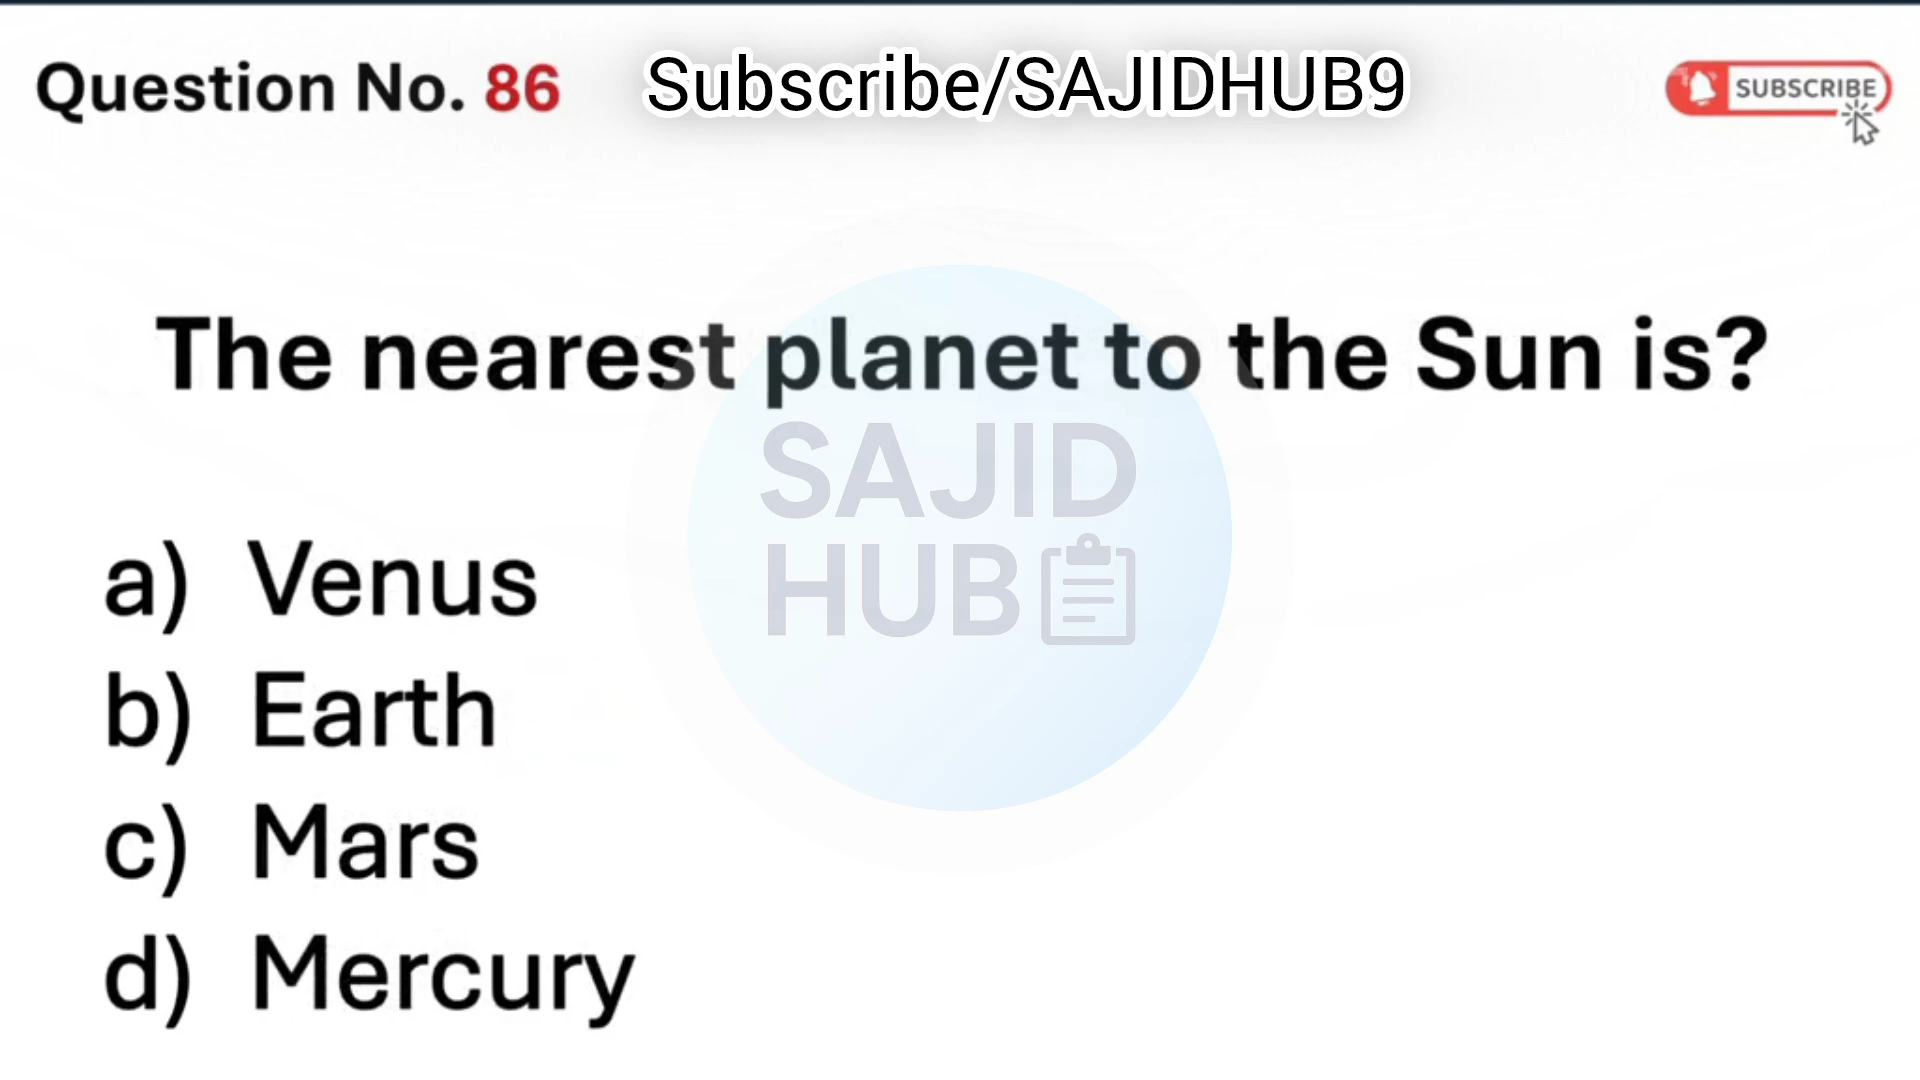 Question No. 86 Subscribe/SAJIDHUB9 SUBSCRIBE
The nearest planet to the Sun is?
SAJID
HUB
a) Venus
b) Earth
c) Mars
d) Mercury